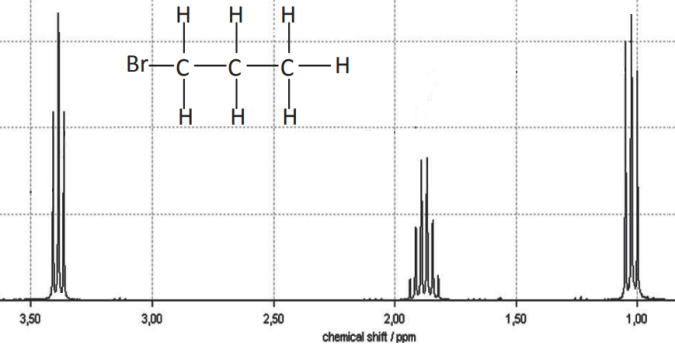 H H H
Br C C C H
H H H
3,50 3,00 2,50 2,00 1,50 1,00
chemical shift / ppm